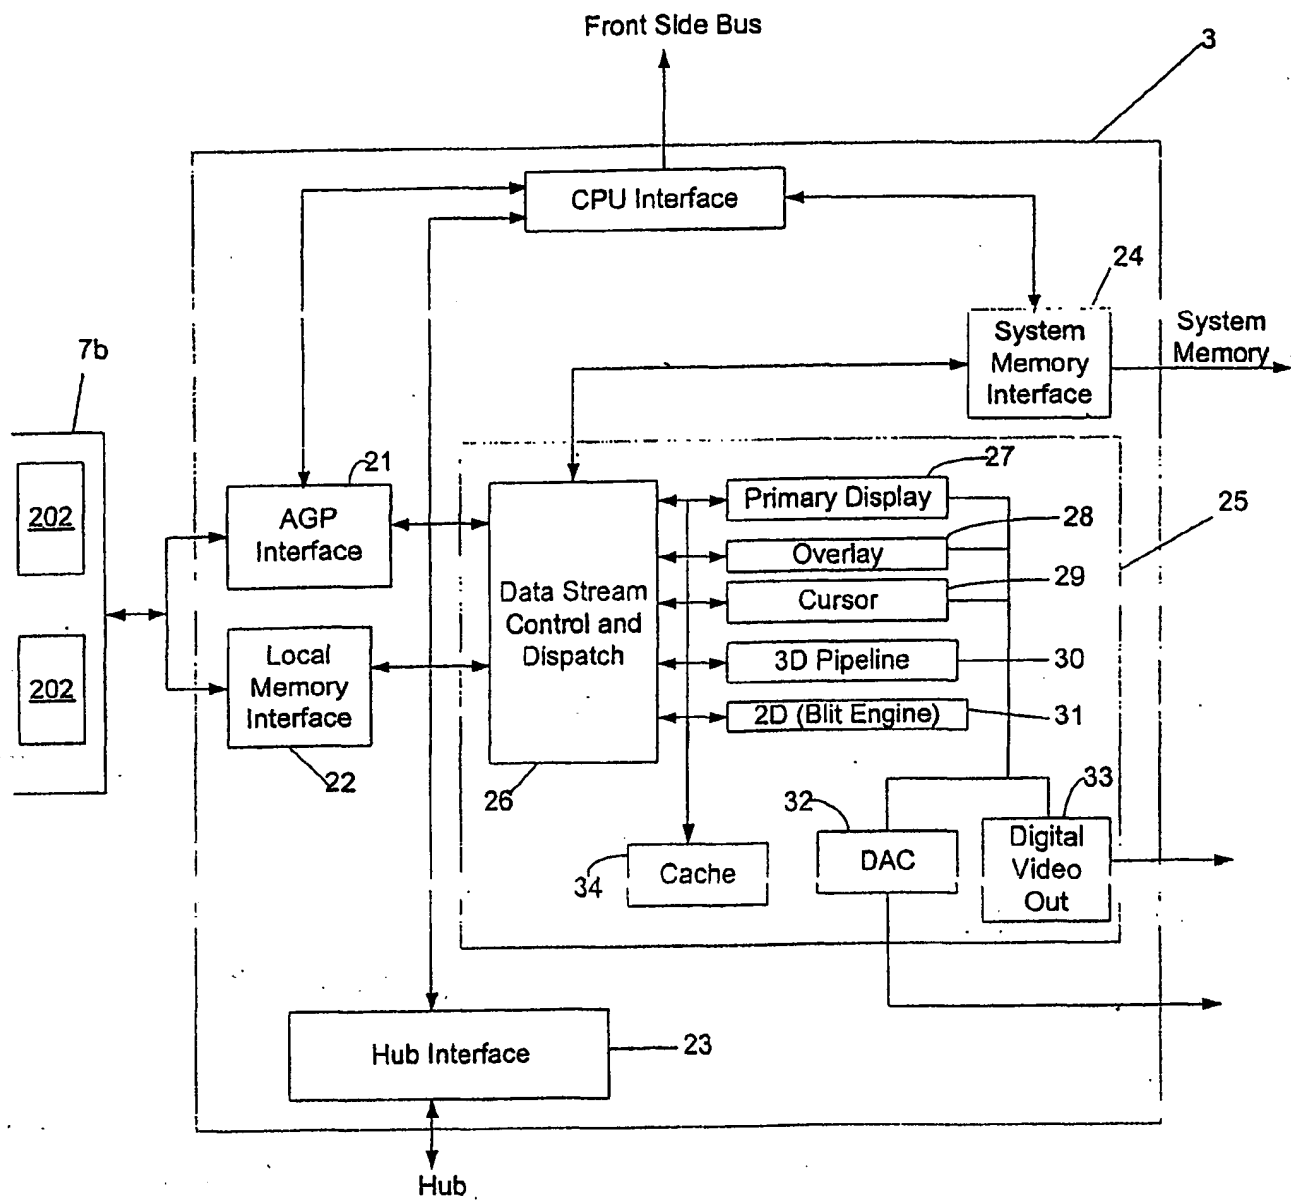 Front Side Bus
3
CPU Interface
24
System
Memory
Interface
System
Memory
7b
202
202
21
AGP
Interface
Local
Memory
Interface
22
Data Stream
Control and
Dispatch
26
27
Primary Display
28
Overlay
29
Cursor
25
3D Pipeline
30
2D (Blit Engine)
31
32
DAC
33
Digital
Video
Out
34
Cache
Hub Interface
23
Hub